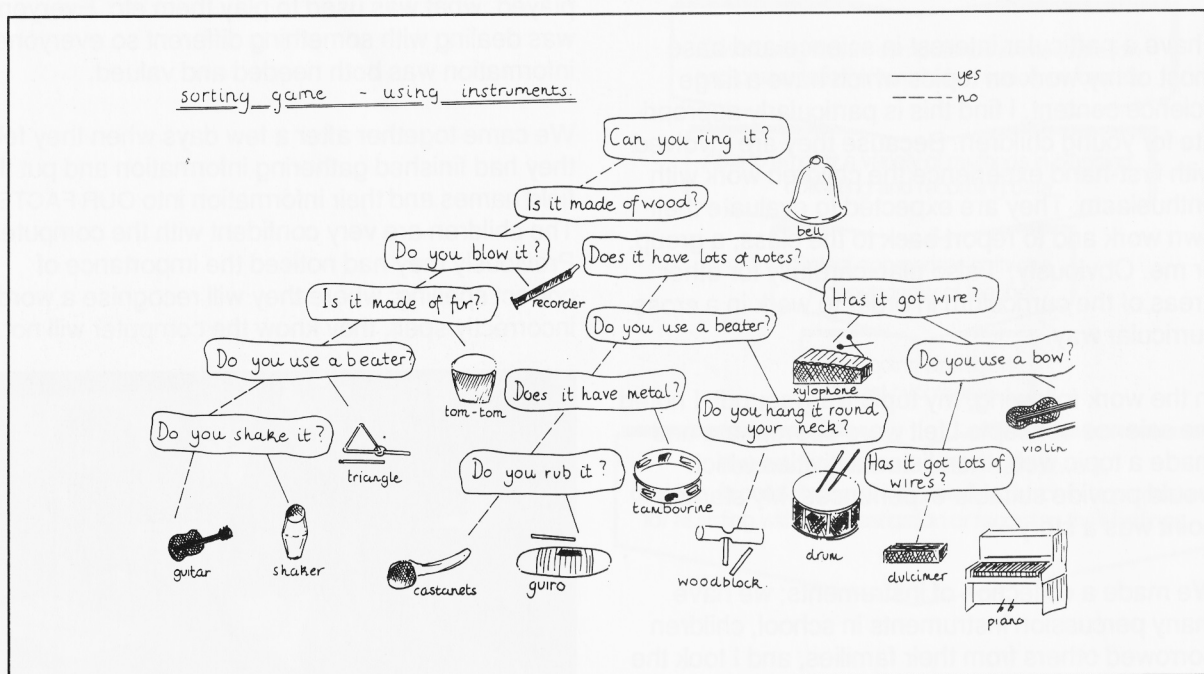 sorting game - using instruments.
yes
no
Can you ring it?
bell
Is it made of wood?
Do you blow it?
Does it have lots of notes?
recorder
Is it made of fur?
Has it got wire?
Do you use a beater?
Do you use a beater?
xylophone
Do you use a bow?
tom-tom
Does it have metal?
Do you hang it round
your neck?
violin
Do you shake it?
triangle
Do you rub it?
tambourine
Has it got lots of
wires?
guitar
shaker
castanets
guiro
woodblock.
drum
dulcimer
piano